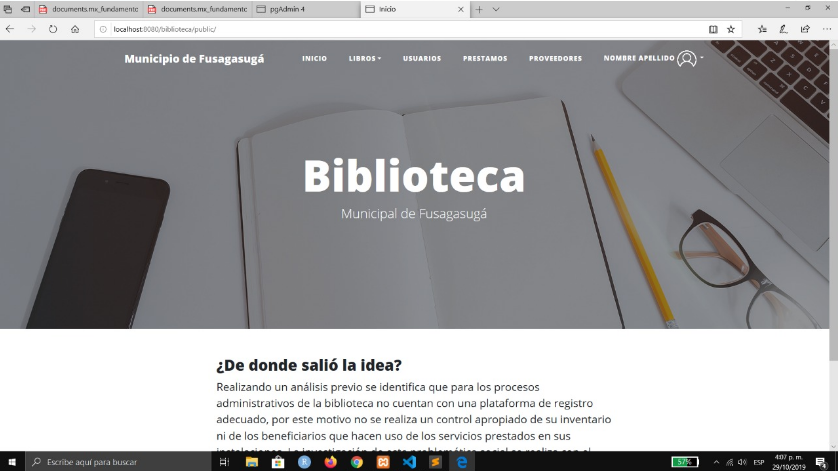 documents.mx_fundamento
documents.mx_fundamento
pgAdmin 4
Inicio
localhost:8080/biblioteca/public/
Municipio de Fusagasugá
INICIO
LIBROS
USUARIOS
PRESTAMOS
PROVEEDORES
NOMBRE APELLIDO
Biblioteca
Municipal de Fusagasugá
¿De donde salió la idea?
Realizando un análisis previo se identifica que para los procesos
administrativos de la biblioteca no cuentan con una plataforma de registro
adecuado, por este motivo no se realiza un control apropiado de su inventario
ni de los beneficiarios que hacen uso de los servicios prestados en sus
Escribe aquí para buscar
57%
ESP
4:07 p. m.
29/10/2019